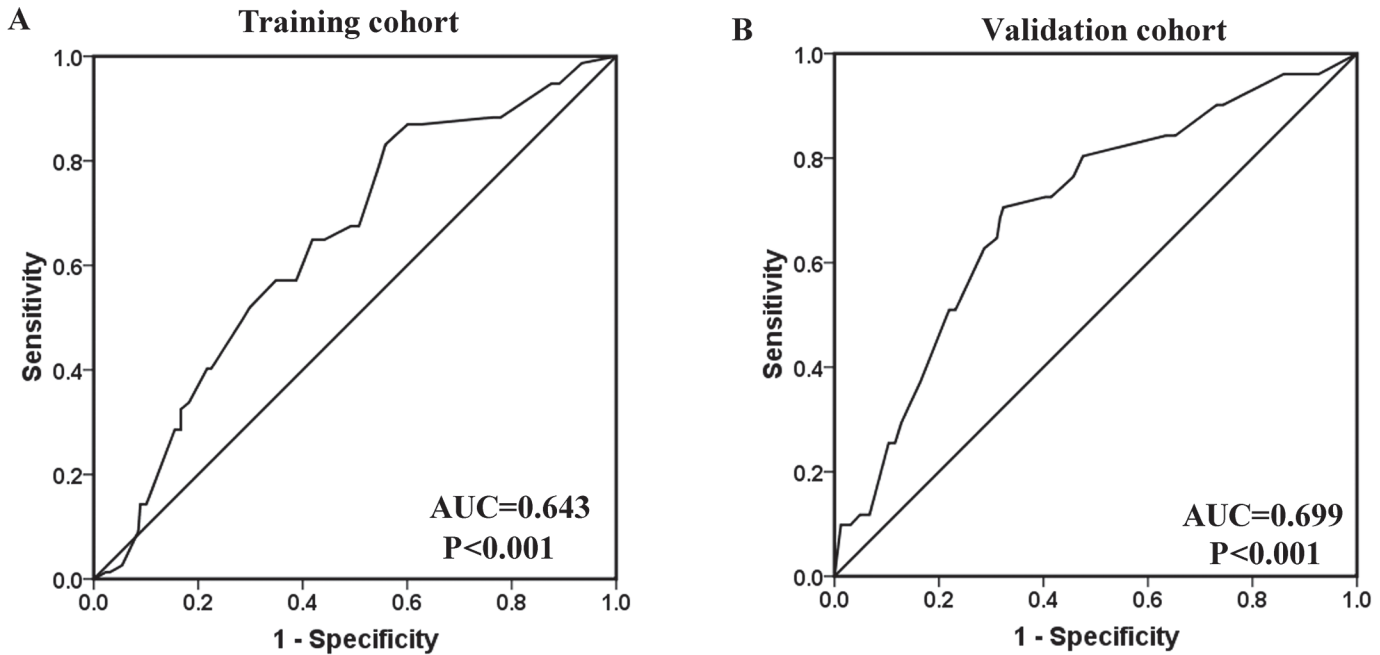 A
Training cohort
1.0
0.8
0.6
0.4
0.2
0.0
Sensitivity
AUC=0.643
P<0.001
0.0 0.2 0.4 0.6 0.8 1.0
1 - Specificity
B
Validation cohort
1.0
0.8
0.6
0.4
0.2
0.0
Sensitivity
AUC=0.699
P<0.001
0.0 0.2 0.4 0.6 0.8 1.0
1 - Specificity